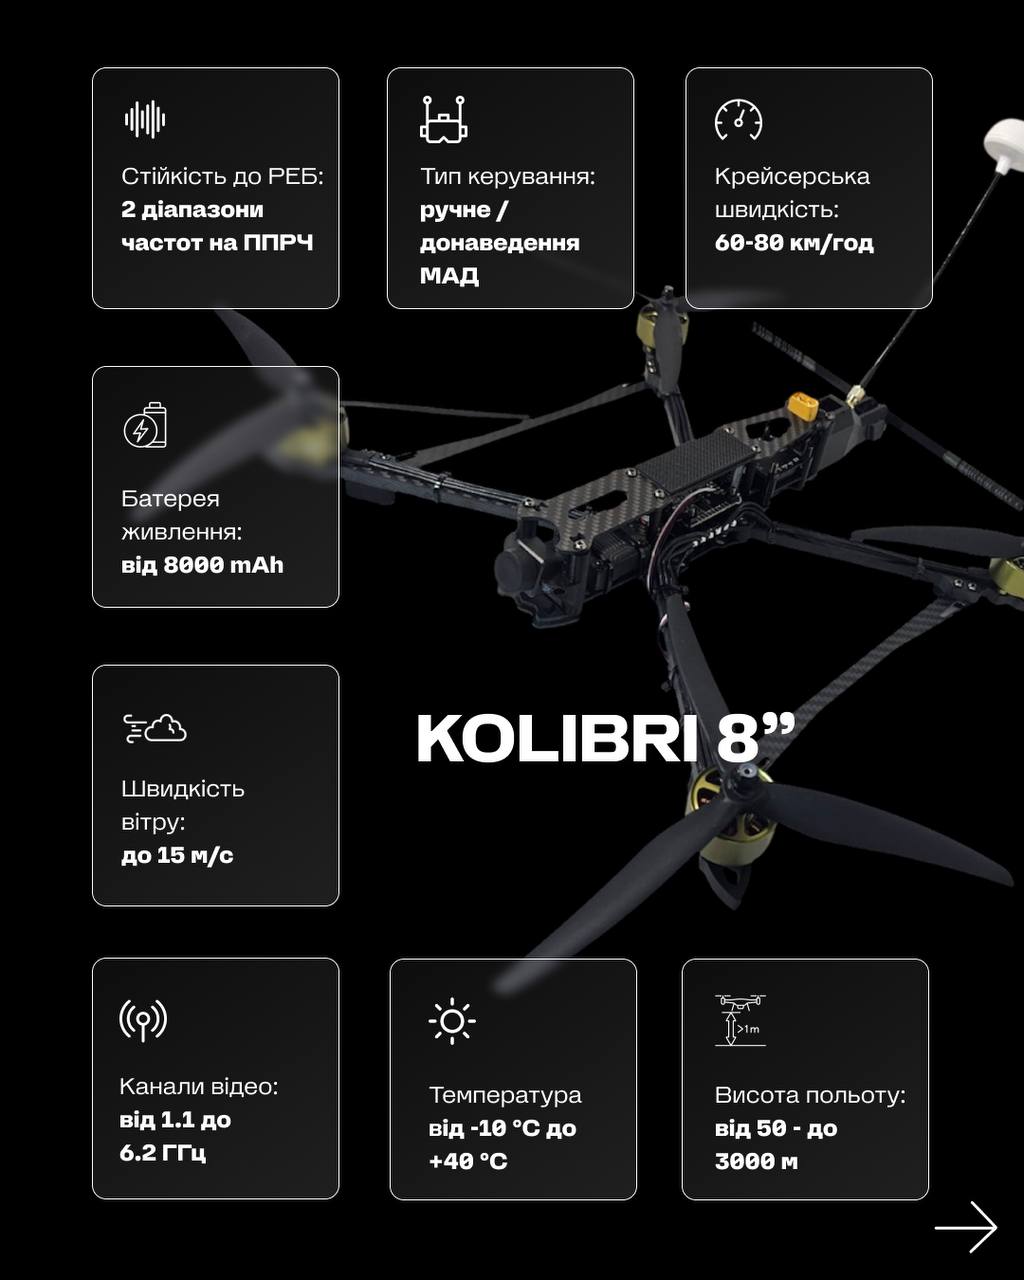 Стійкість до РЕБ:
2 діапазони
частот на ППРЧ
Тип керування:
ручне /
донаведення
МАД
Крейсерська
швидкість:
60-80 км/год
Батерея
живлення:
від 8000 mAh
Швидкість
вітру:
до 15 м/с
KOLIBRI 8”
Канали відео:
від 1.1 до
6.2 ГГц
Температура
від -10 °C до
+40 °C
>1m
Висота польоту:
від 50 - до
3000 м